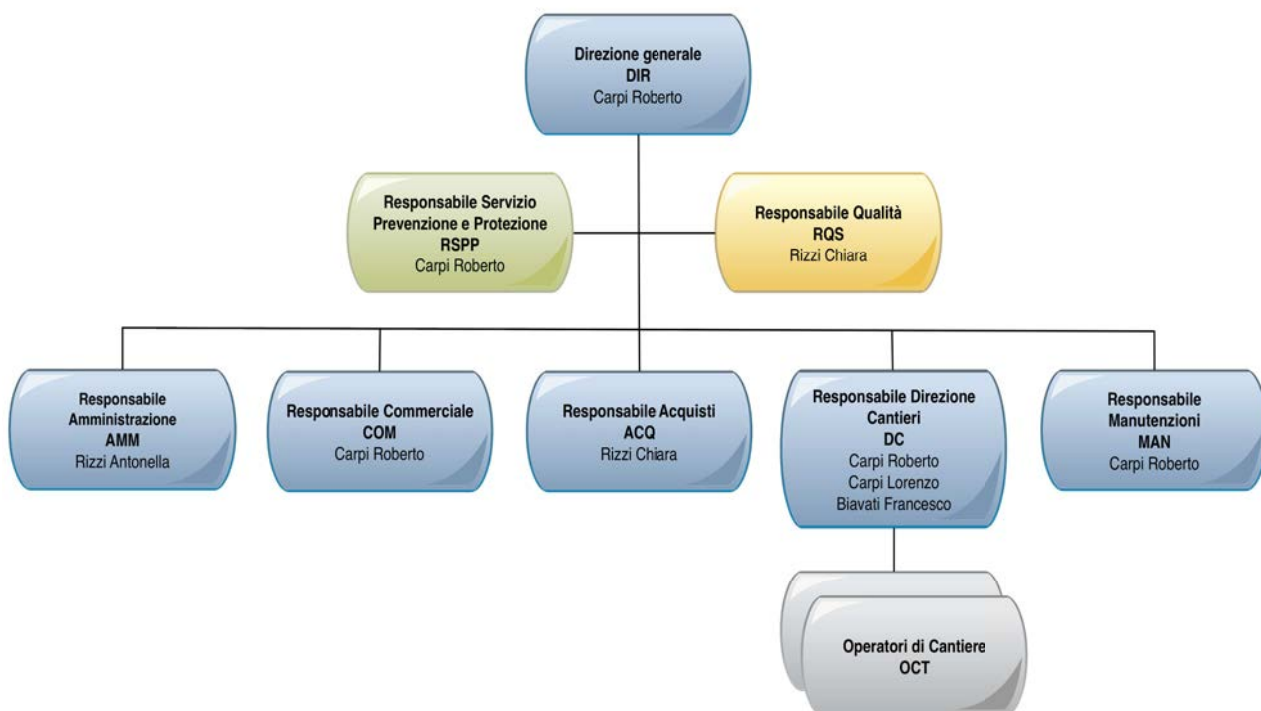 Direzione generale
DIR
Carpi Roberto
Responsabile Servizio
Prevenzione e Protezione
RSPP
Carpi Roberto
Responsabile Qualità
RQS
Rizzi Chiara
Responsabile
Amministrazione
AMM
Rizzi Antonella
Responsabile Commerciale
COM
Carpi Roberto
Responsabile Acquisti
ACQ
Rizzi Chiara
Responsabile Direzione
Cantieri
DC
Carpi Roberto
Carpi Lorenzo
Biavati Francesco
Responsabile
Manutenzioni
MAN
Carpi Roberto
Operatori di Cantiere
OCT